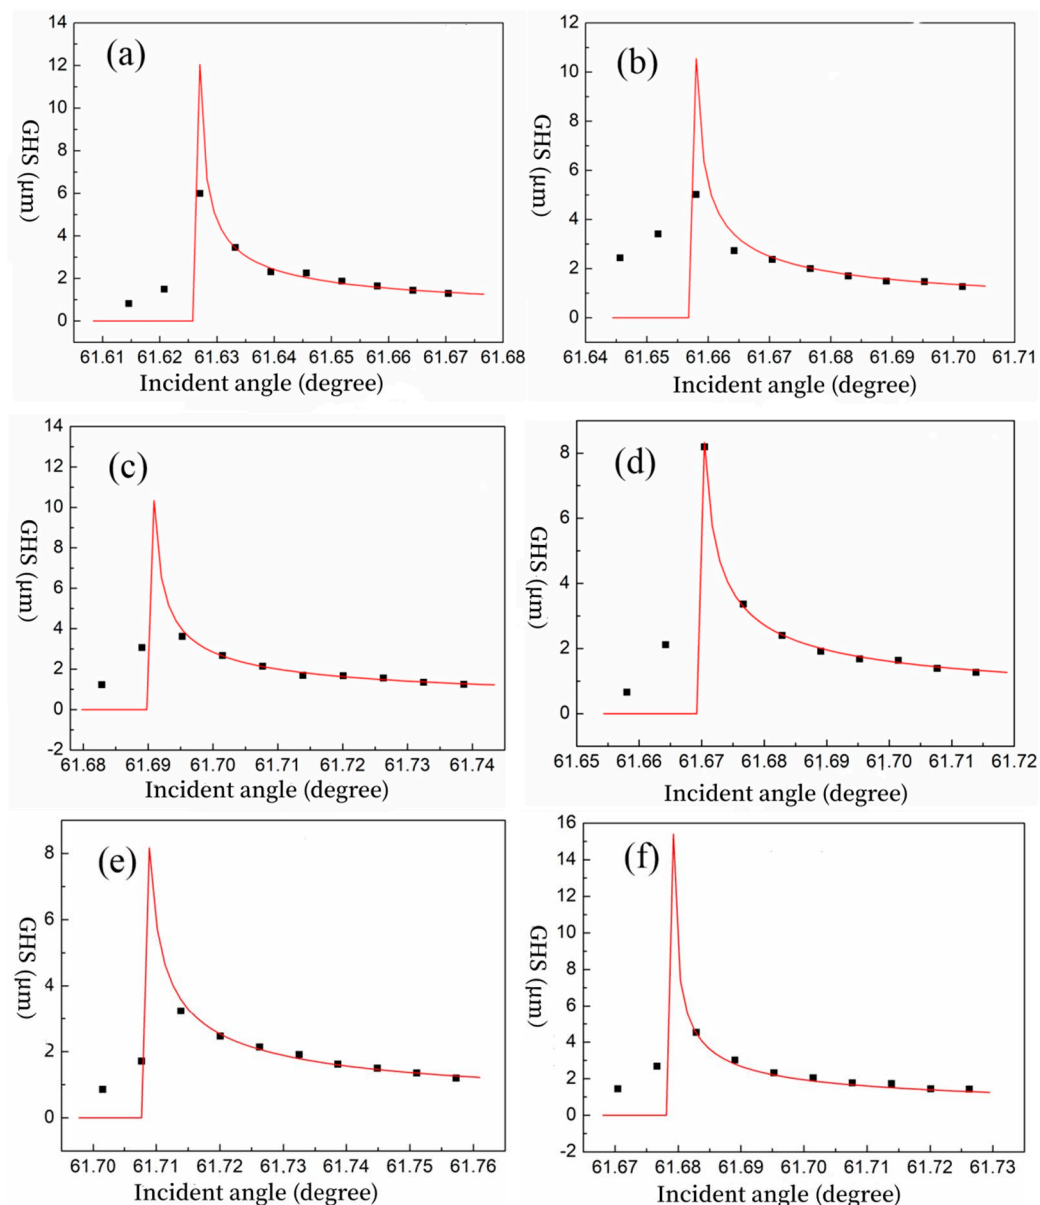 (a)
14
12
10
8
6
4
2
0
GHS (μm)
61.61 61.62 61.63 61.64 61.65 61.66 61.67 61.68
Incident angle (degree)
(b)
12
10
8
6
4
2
0
GHS (μm)
61.64 61.65 61.66 61.67 61.68 61.69 61.70 61.71
Incident angle (degree)
(c)
14
12
10
8
6
4
2
0
-2
GHS (μm)
61.68 61.69 61.70 61.71 61.72 61.73 61.74
Incident angle (degree)
(d)
8
6
4
2
0
GHS (μm)
61.65 61.66 61.67 61.68 61.69 61.70 61.71 61.72
Incident angle (degree)
(e)
8
6
4
2
0
GHS (μm)
61.70 61.71 61.72 61.73 61.74 61.75 61.76
Incident angle (degree)
(f)
16
14
12
10
8
6
4
2
0
-2
GHS (μm)
61.67 61.68 61.69 61.70 61.71 61.72 61.73
Incident angle (degree)